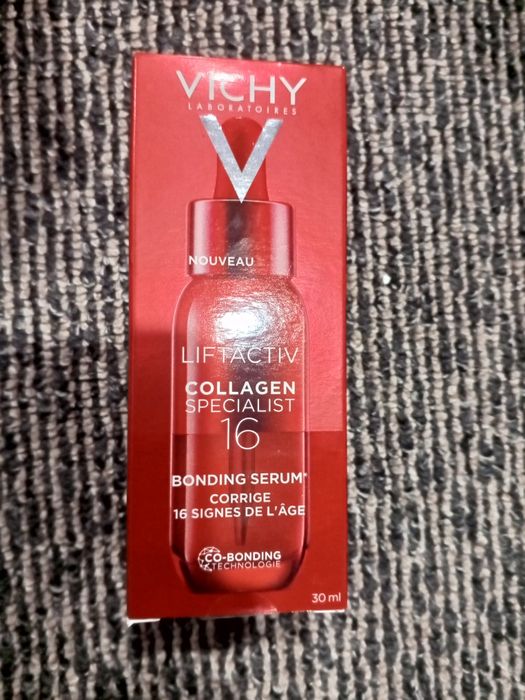 VICHY
LABORATOIRES
NOUVEAU
LIFTACTIV
COLLAGEN
SPECIALIST
16
BONDING SERUM*
CORRIGE
16 SIGNES DE L'ÂGE
CO-BONDING
TECHNOLOGIE
30 ml